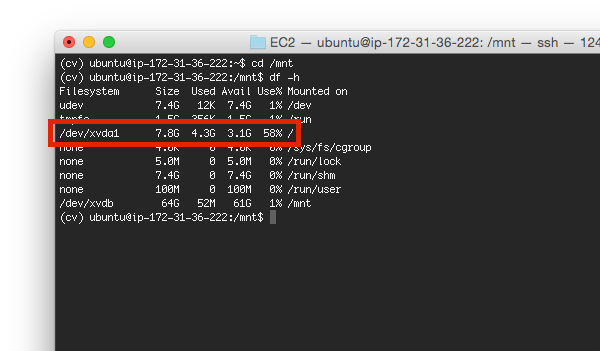 EC2 — ubuntu@ip-172-31-36-222: /mnt — ssh — 124
(cv) ubuntu@ip-172-31-36-222:~$ cd /mnt
(cv) ubuntu@ip-172-31-36-222:/mnt$ df -h
Filesystem Size Used Avail Use% Mounted on
udev 7.4G 12K 7.4G 1% /dev
tmpfs 1.5G 356K 1.5G 1% /run
/dev/xvda1 7.8G 4.3G 3.1G 58% /
none 4.0K 0 4.0K 0% /sys/fs/cgroup
none 5.0M 0 5.0M 0% /run/lock
none 7.4G 0 7.4G 0% /run/shm
none 100M 0 100M 0% /run/user
/dev/xvdb 64G 52M 61G 1% /mnt
(cv) ubuntu@ip-172-31-36-222:/mnt$